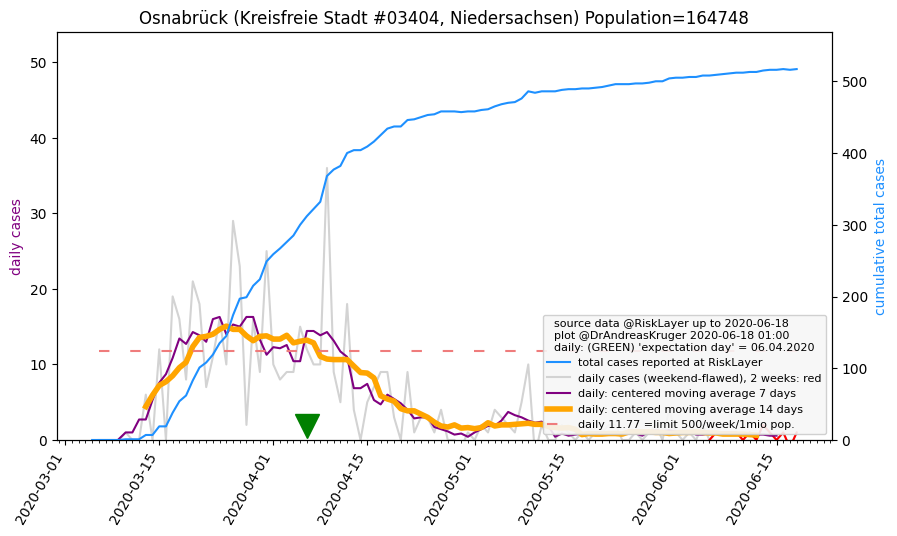 Osnabrück (Kreisfreie Stadt #03404, Niedersachsen) Population=164748
daily cases
50
40
30
20
10
0
500
400
300
200
100
0
cumulative total cases
source data @RiskLayer up to 2020-06-18
plot @DrAndreasKruger 2020-06-18 01:00
daily: (GREEN) 'expectation day' = 06.04.2020
total cases reported at RiskLayer
daily cases (weekend-flawed), 2 weeks: red
daily: centered moving average 7 days
daily: centered moving average 14 days
daily 11.77 =limit 500/week/1mio pop.
2020-03-01
2020-03-15
2020-04-01
2020-04-15
2020-05-01
2020-05-15
2020-06-01
2020-06-15